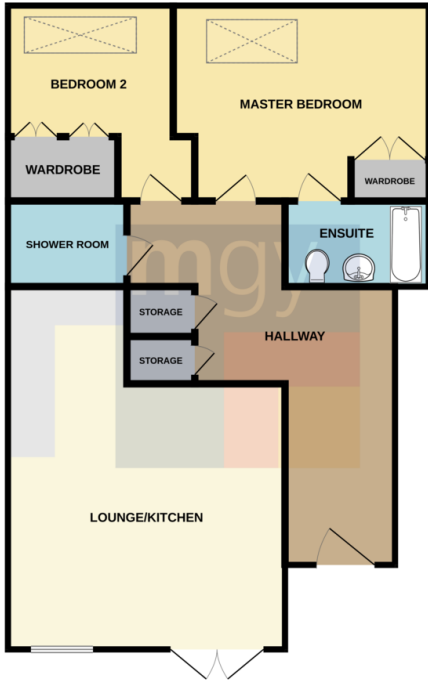 BEDROOM 2
MASTER BEDROOM
WARDROBE
WARDROBE
SHOWER ROOM
ENSUITE
mgy
STORAGE
HALLWAY
STORAGE
LOUNGE/KITCHEN